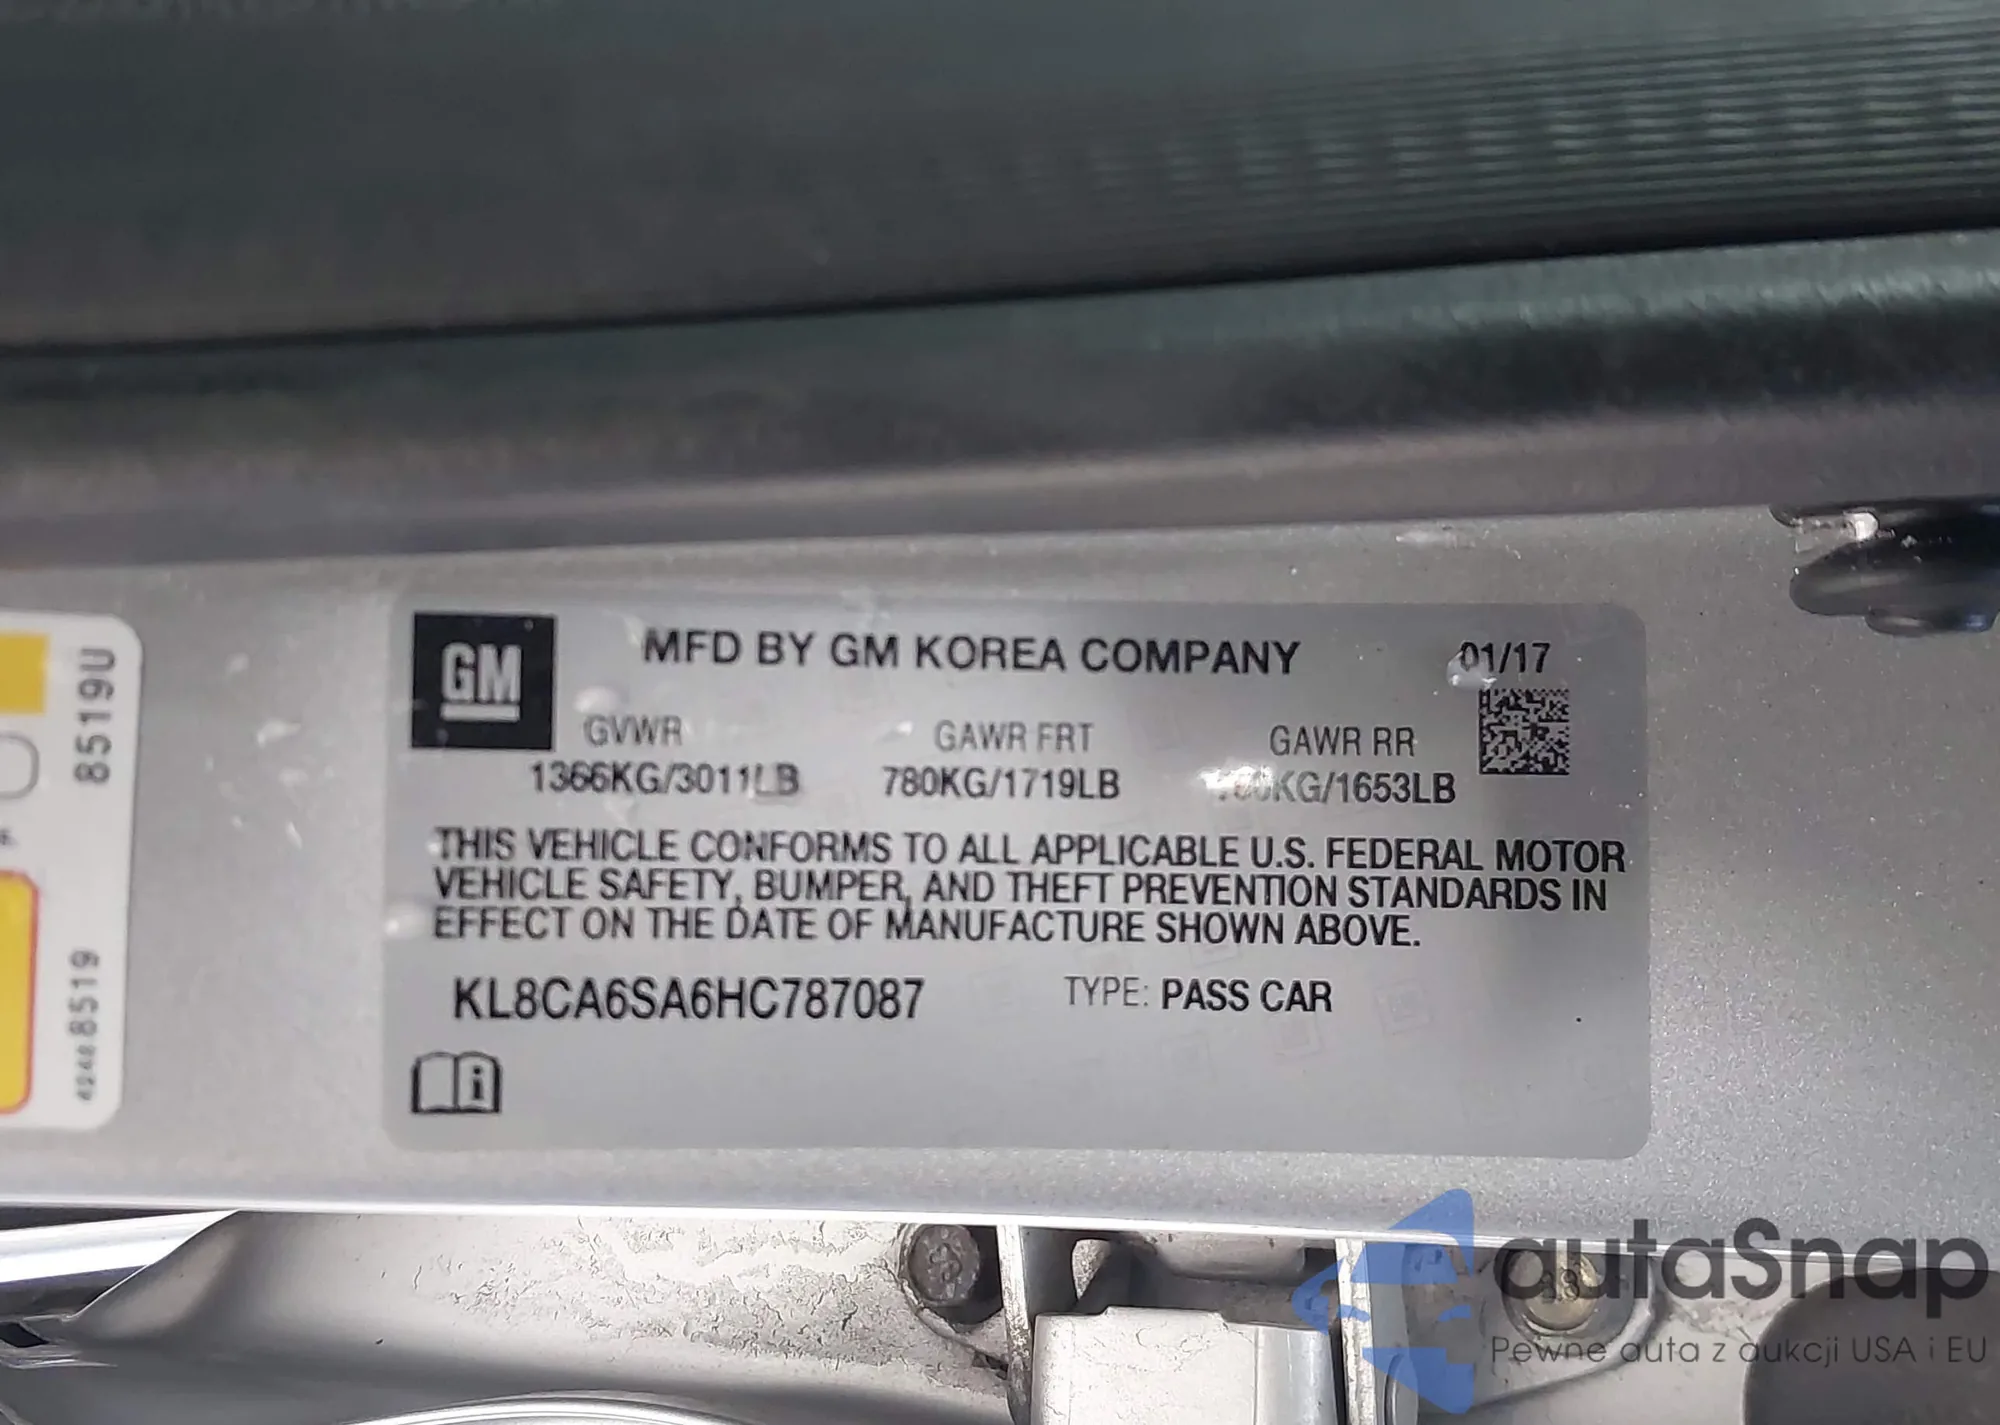 GM
MFD BY GM KOREA COMPANY
01/17
GVWR
GAWR FRT
GAWR RR
1366KG/3011LB
780KG/1719LB
/1653LB
THIS VEHICLE CONFORMS TO ALL APPLICABLE U.S. FEDERAL MOTOR
VEHICLE SAFETY, BUMPER, AND THEFT PREVENTION STANDARDS IN
EFFECT ON THE DATE OF MANUFACTURE SHOWN ABOVE.
KL8CA6SA6HC787087
TYPE: PASS CAR
8519U
8519
autaSnap
Pewne auta z aukcji USA i EU